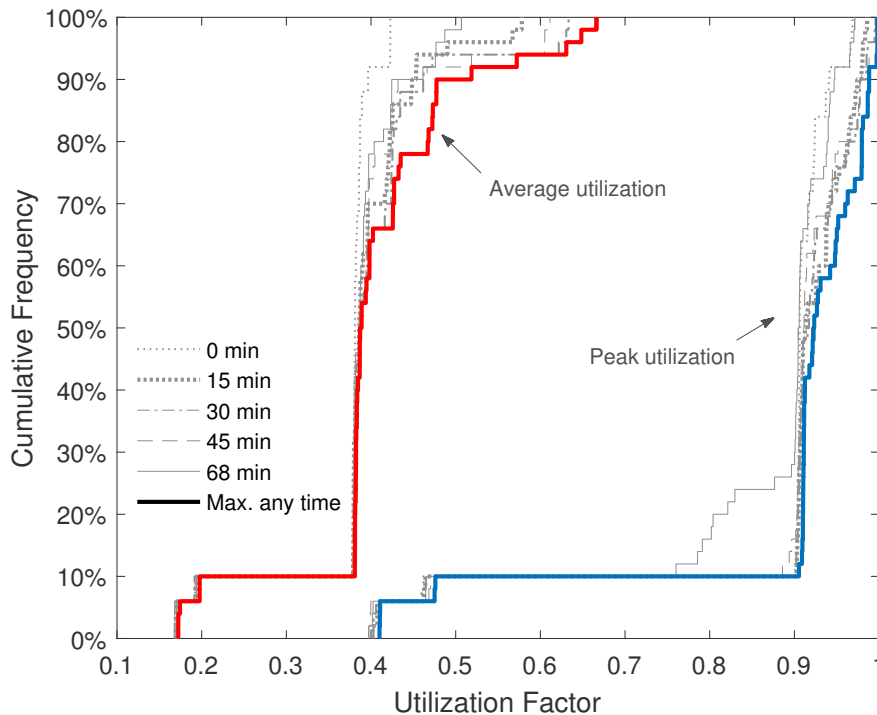 100%
90%
80%
70%
60%
50%
40%
30%
20%
10%
0%
Cumulative Frequency
Average utilization
Peak utilization
0 min
15 min
30 min
45 min
68 min
Max. any time
0.1 0.2 0.3 0.4 0.5 0.6 0.7 0.8 0.9 1
Utilization Factor